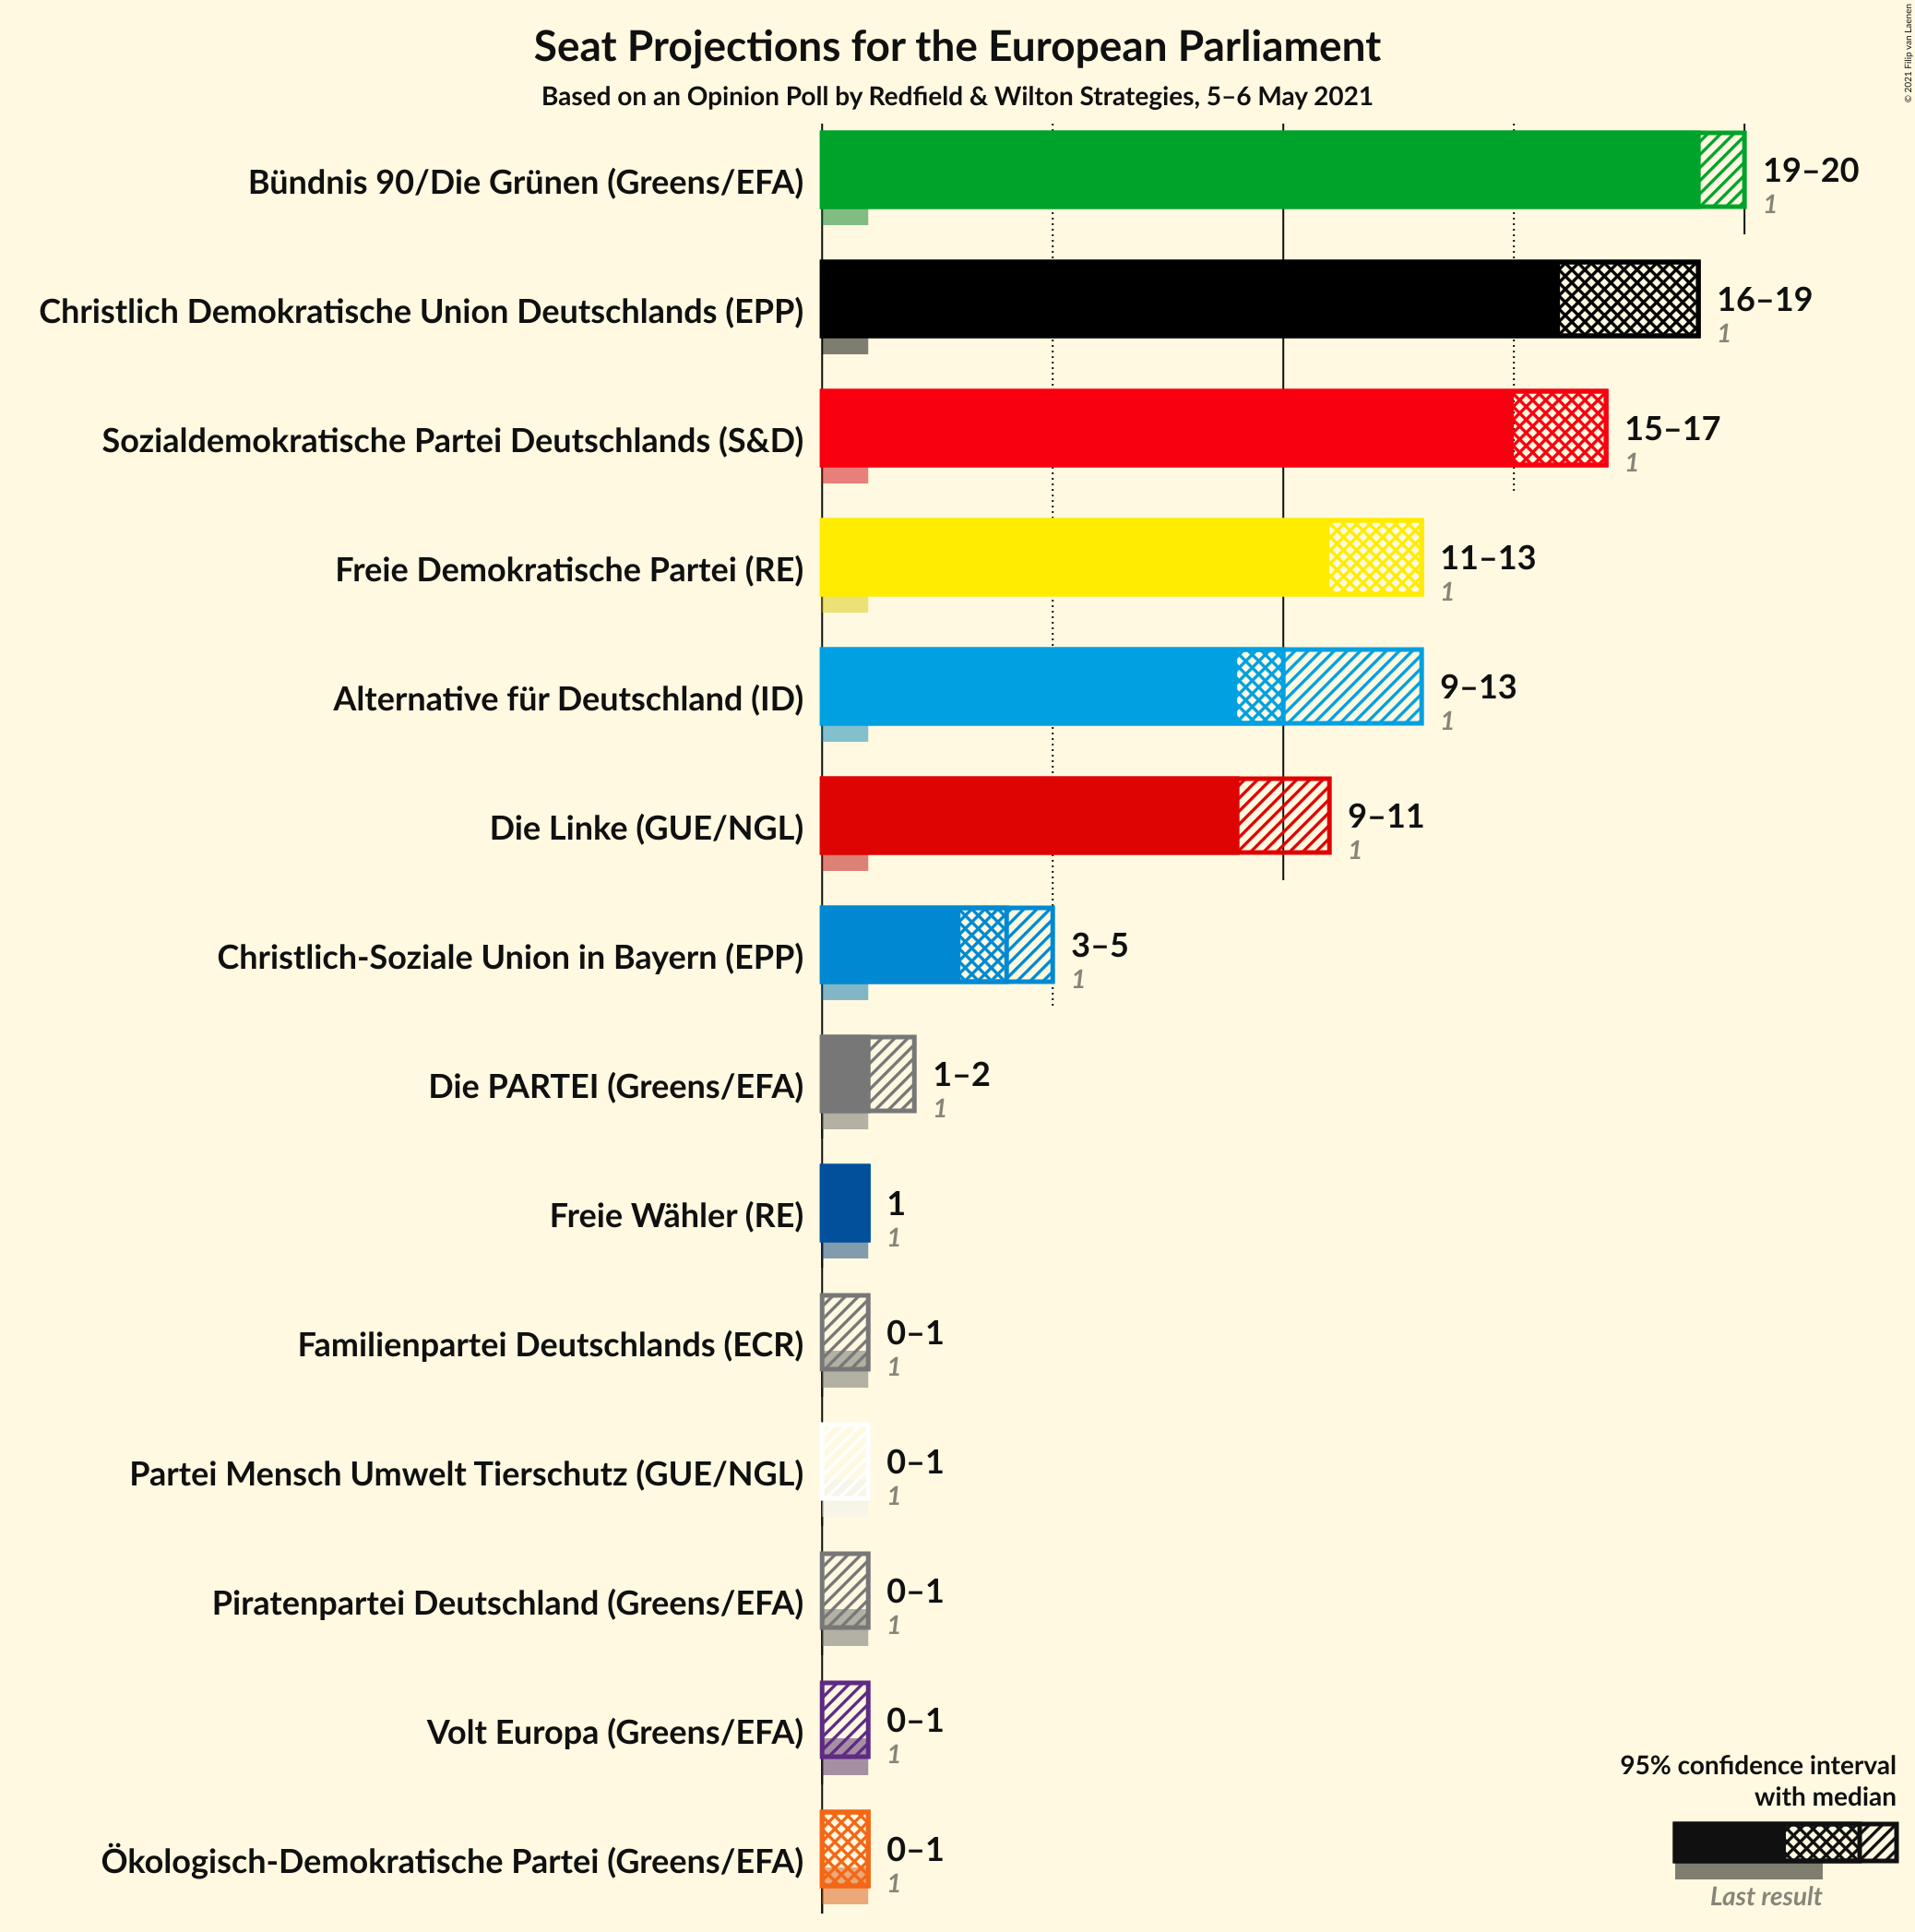 Seat Projections for the European Parliament
Based on an Opinion Poll by Redfield & Wilton Strategies, 5–6 May 2021
© 2021 Filip van Laenen
Bündnis 90/Die Grünen (Greens/EFA)
19–20
1
Christlich Demokratische Union Deutschlands (EPP)
16–19
1
Sozialdemokratische Partei Deutschlands (S&D)
15–17
1
Freie Demokratische Partei (RE)
11–13
1
Alternative für Deutschland (ID)
9–13
1
Die Linke (GUE/NGL)
9–11
1
Christlich-Soziale Union in Bayern (EPP)
3–5
1
Die PARTEI (Greens/EFA)
1–2
1
Freie Wähler (RE)
1
1
Familienpartei Deutschlands (ECR)
0–1
1
Partei Mensch Umwelt Tierschutz (GUE/NGL)
0–1
1
Piratenpartei Deutschland (Greens/EFA)
0–1
1
Volt Europa (Greens/EFA)
0–1
1
Ökologisch-Demokratische Partei (Greens/EFA)
0–1
1
95% confidence interval
with median
Last result